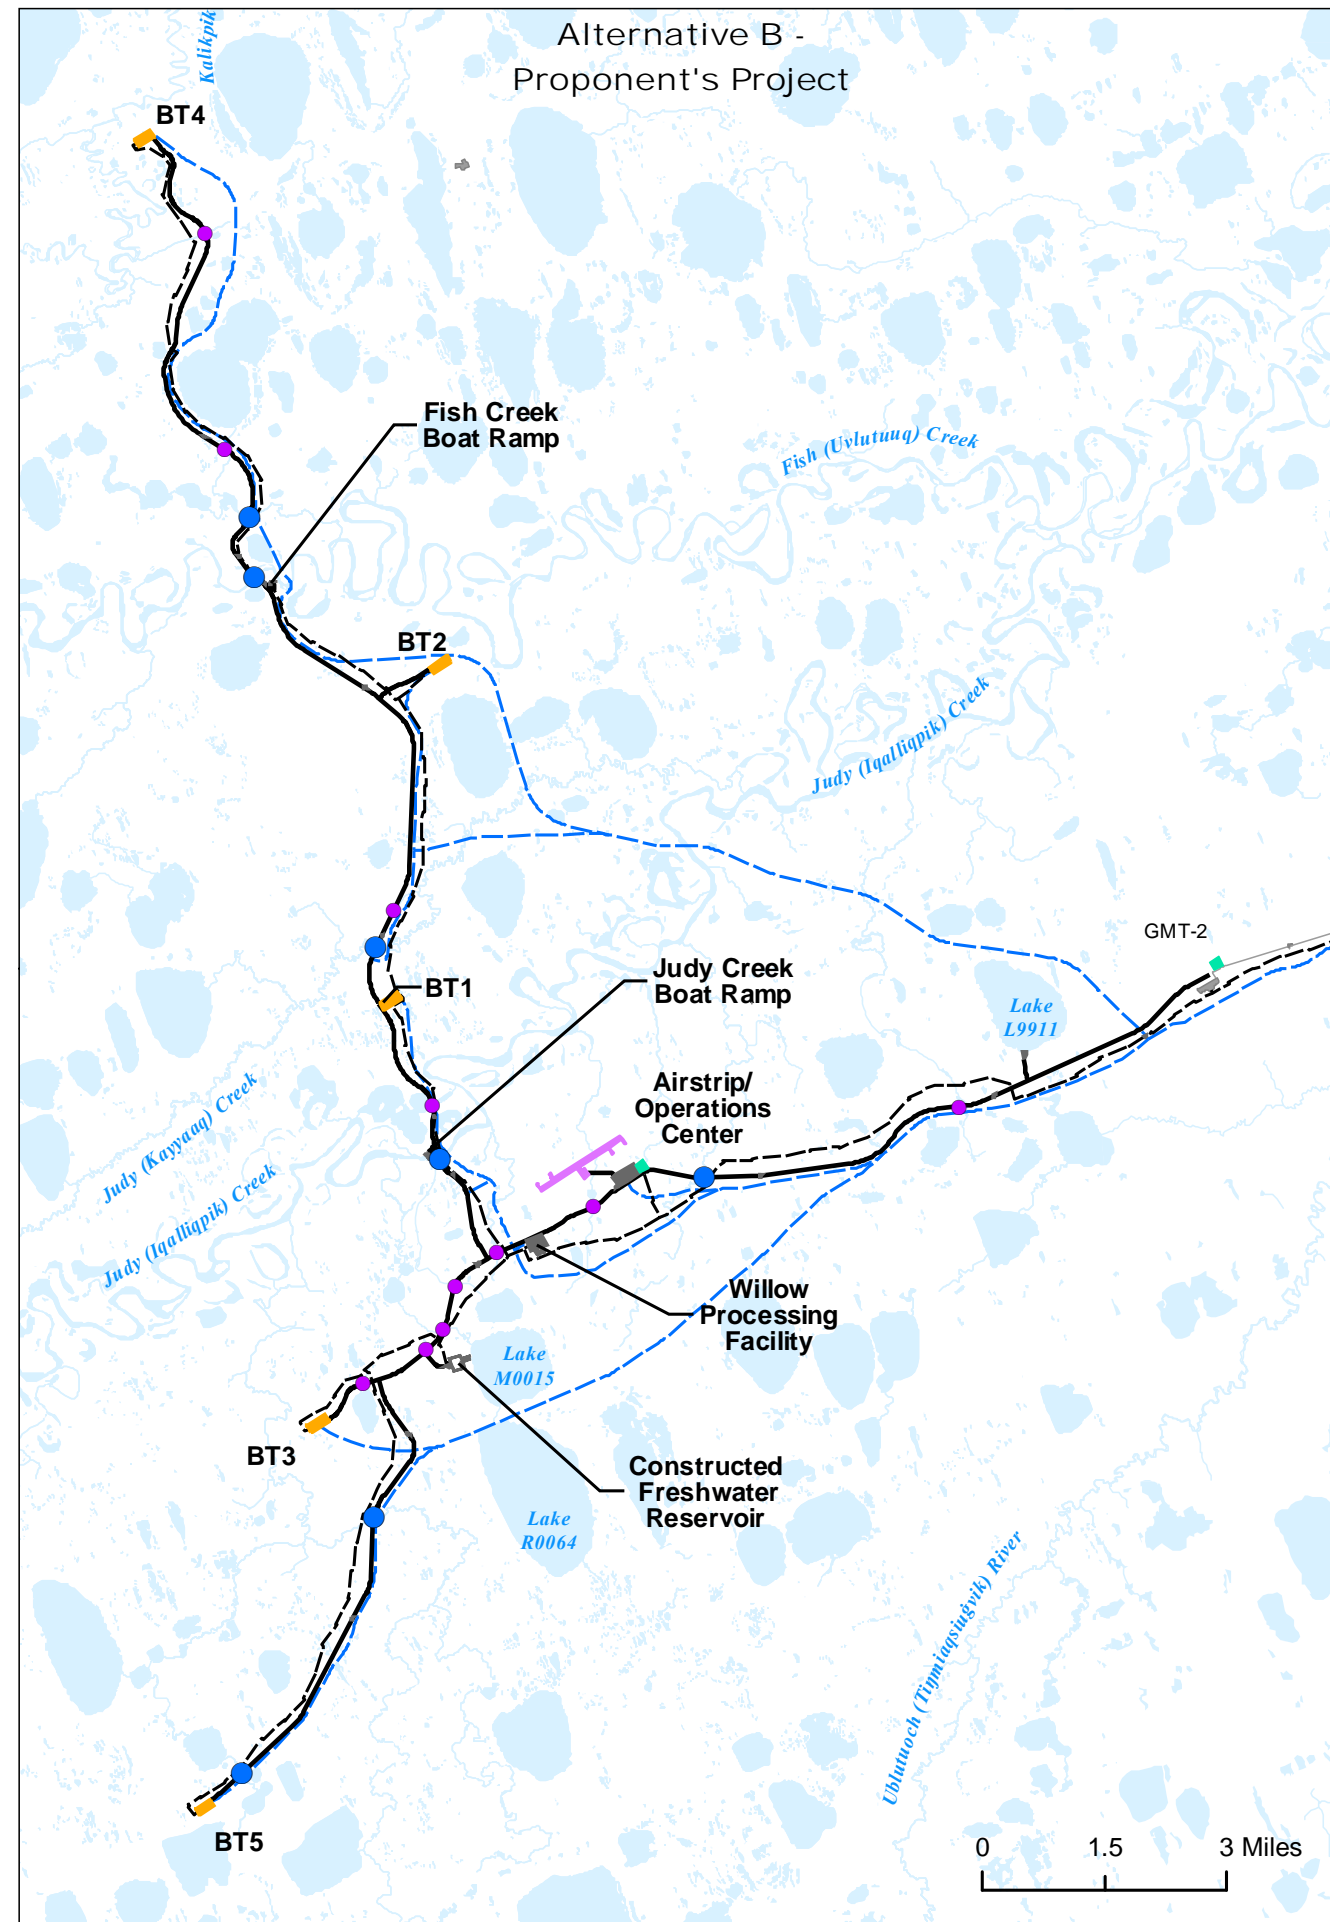 Alternative B -
Proponent's Project
Kalikpik
BT4
Fish Creek
Boat Ramp
Fish (Uvlutuuq) Creek
BT2
Judy (Iqalliqpik) Creek
GMT-2
Judy Creek
Boat Ramp
BT1
Lake
L9911
Airstrip/
Operations
Center
Judy (Kayyaaq) Creek
Judy (Iqalliqpik) Creek
Willow
Processing
Facility
Lake
M0015
BT3
Constructed
Freshwater
Reservoir
Lake
R0064
Ublutuoch (Tiŋmiaqsiuġvik) River
BT5
0 1.5 3 Miles